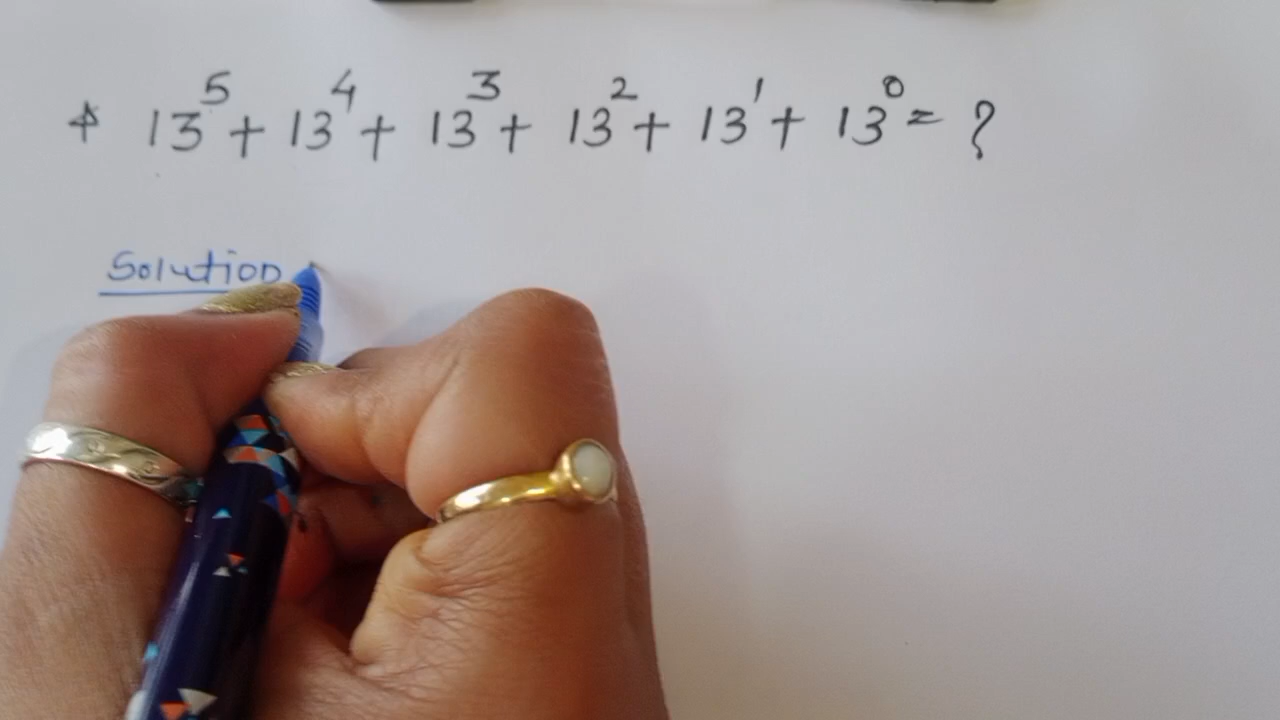 * 13⁵ + 13⁴ + 13³ + 13² + 13¹ + 13⁰ = ?
Solution